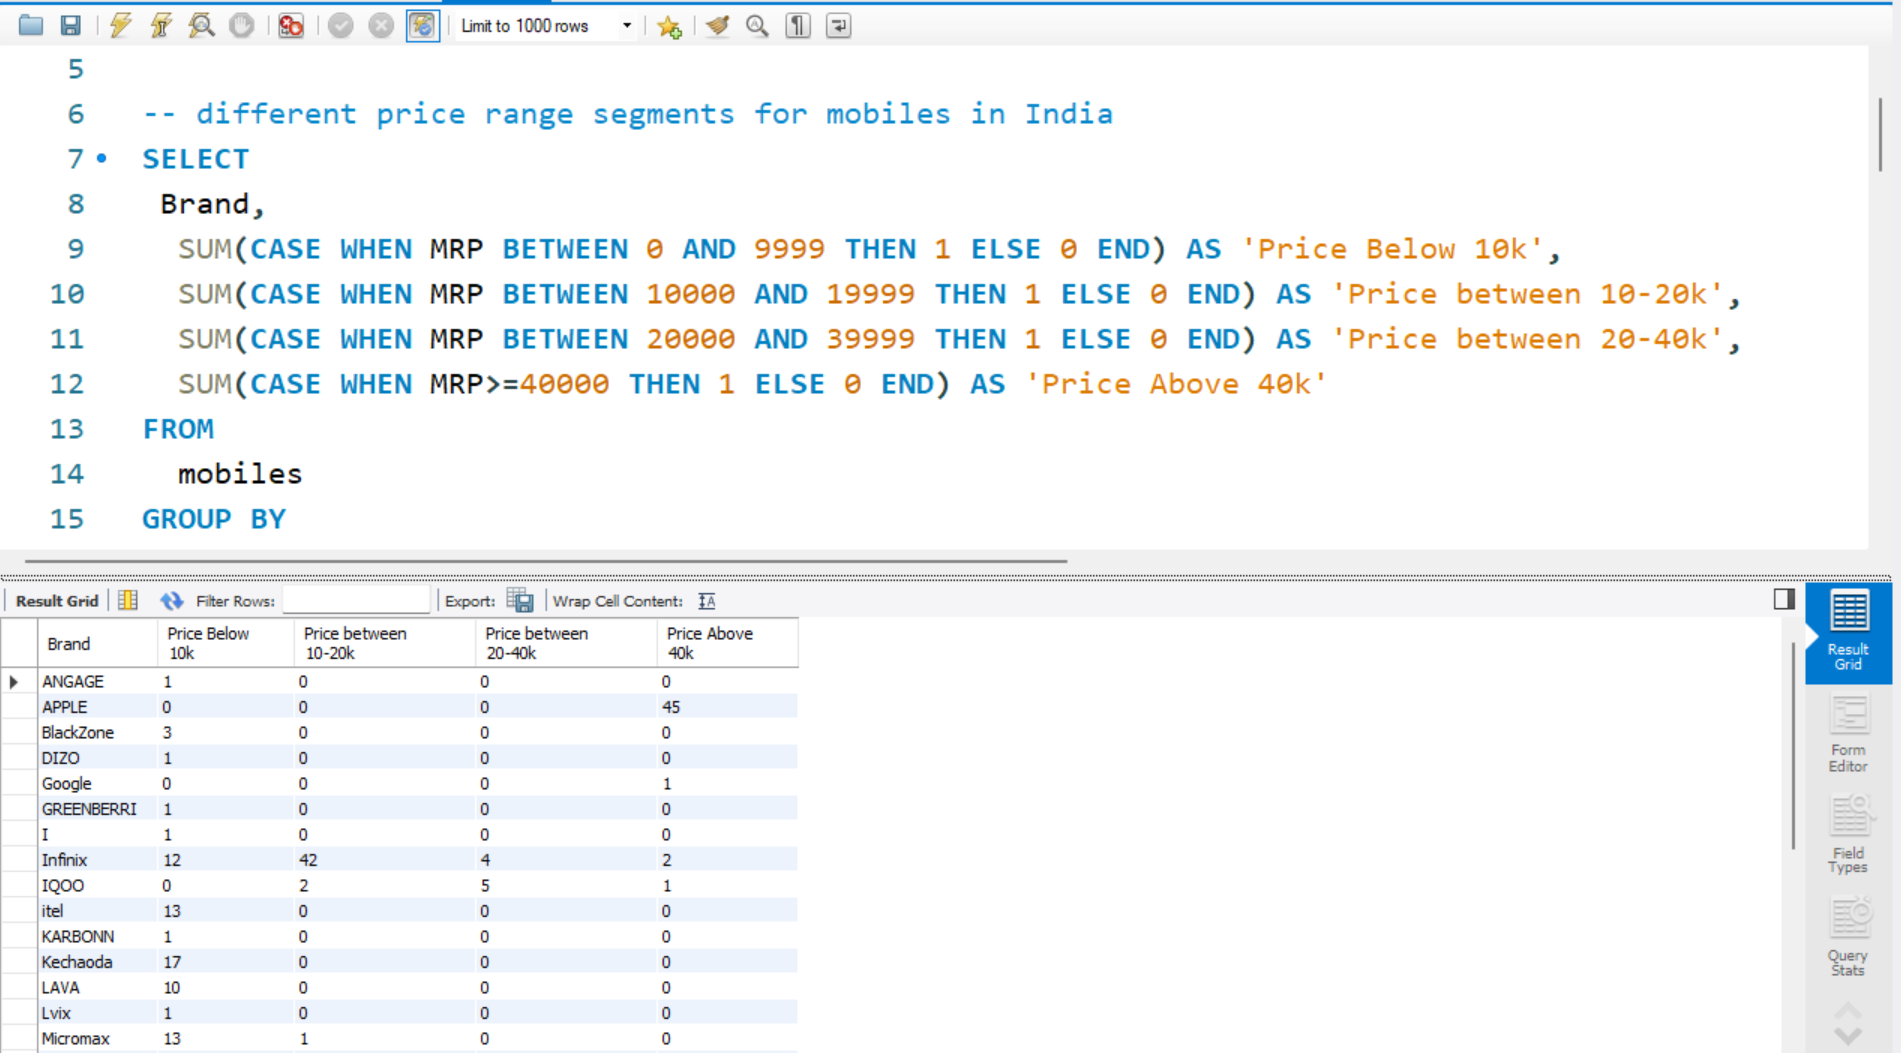 Limit to 1000 rows
5
6 -- different price range segments for mobiles in India
7 SELECT
8 Brand,
9 SUM(CASE WHEN MRP BETWEEN 0 AND 9999 THEN 1 ELSE 0 END) AS 'Price Below 10k',
10 SUM(CASE WHEN MRP BETWEEN 10000 AND 19999 THEN 1 ELSE 0 END) AS 'Price between 10-20k',
11 SUM(CASE WHEN MRP BETWEEN 20000 AND 39999 THEN 1 ELSE 0 END) AS 'Price between 20-40k',
12 SUM(CASE WHEN MRP>=40000 THEN 1 ELSE 0 END) AS 'Price Above 40k'
13 FROM
14 mobiles
15 GROUP BY
Result Grid Filter Rows: Export: Wrap Cell Content: IA
Brand Price Below 10k Price between 10-20k Price between 20-40k Price Above 40k
ANGAGE 1 0 0 0
APPLE 0 0 0 45
BlackZone 3 0 0 0
DIZO 1 0 0 0
Google 0 0 0 1
GREENBERRI 1 0 0 0
I 1 0 0 0
Infinix 12 42 4 2
IQOO 0 2 5 1
itel 13 0 0 0
KARBONN 1 0 0 0
Kechaoda 17 0 0 0
LAVA 10 0 0 0
Lvix 1 0 0 0
Micromax 13 1 0 0
Result
Grid
Form
Editor
Field
Types
Query
Stats